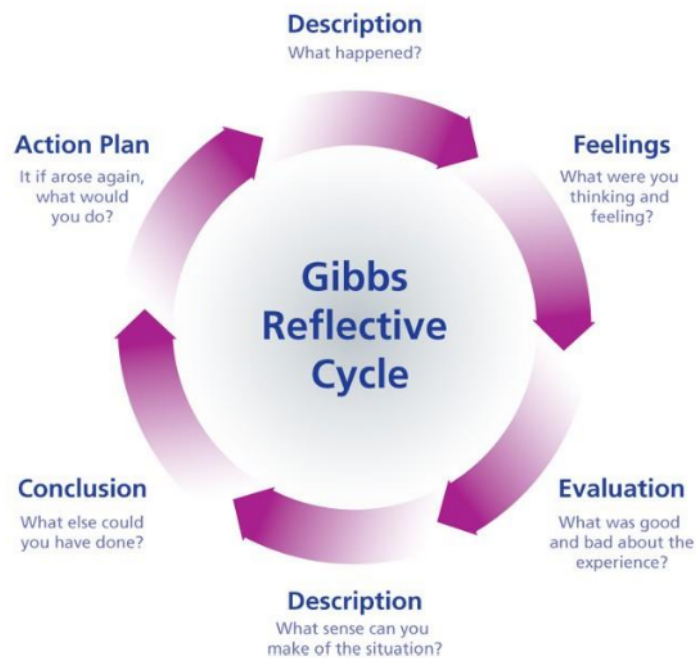 Description
What happened?
Feelings
What were you
thinking and
feeling?
Evaluation
What was good
and bad about the
experience?
Description
What sense can you
make of the situation?
Conclusion
What else could
you have done?
Action Plan
It if arose again,
what would
you do?
Gibbs
Reflective
Cycle